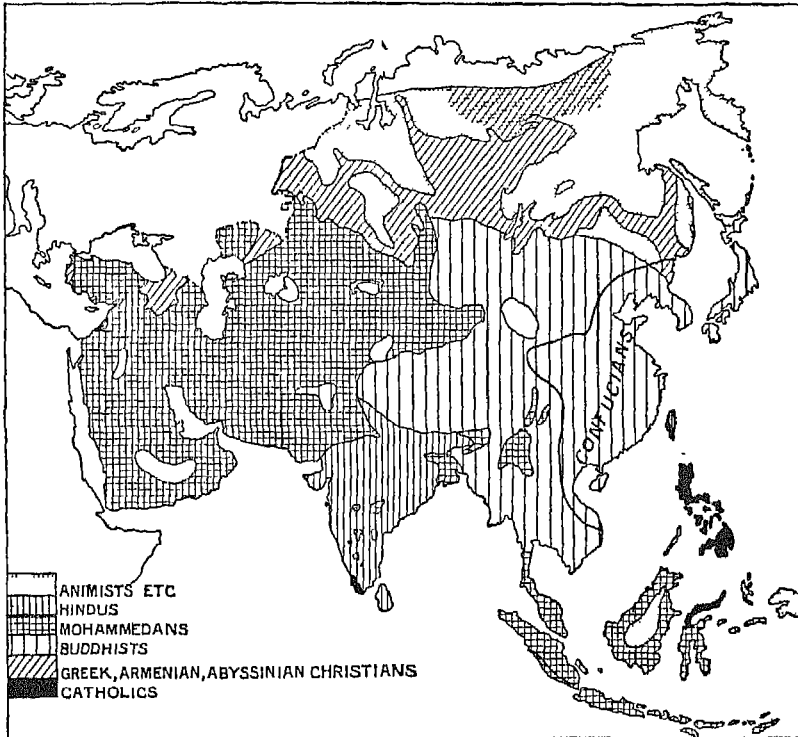 CONFUCIANS
ANIMISTS ETC
HINDUS
MOHAMMEDANS
BUDDHISTS
GREEK, ARMENIAN, ABYSSINIAN CHRISTIANS
CATHOLICS